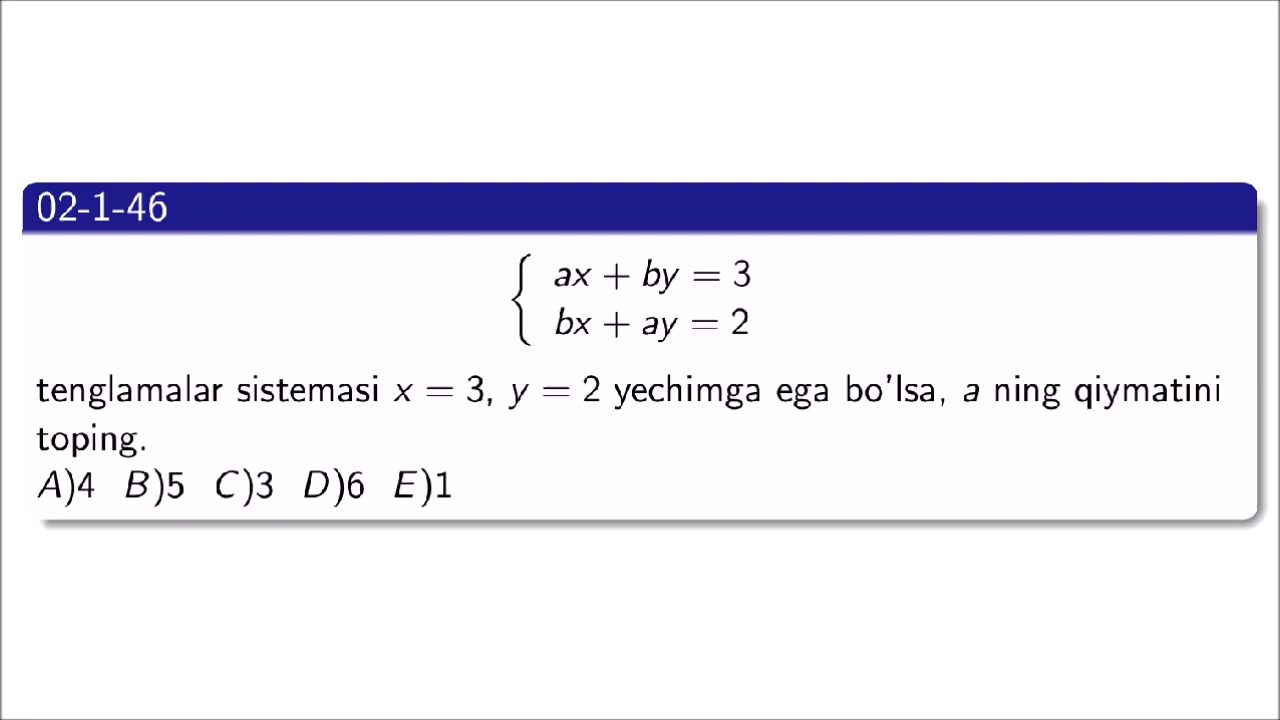 02-1-46
ax + by = 3
bx + ay = 2
tenglamalar sistemasi x = 3, y = 2 yechimga ega bo'lsa, a ning qiymatini
toping.
A)4 B)5 C)3 D)6 E)1